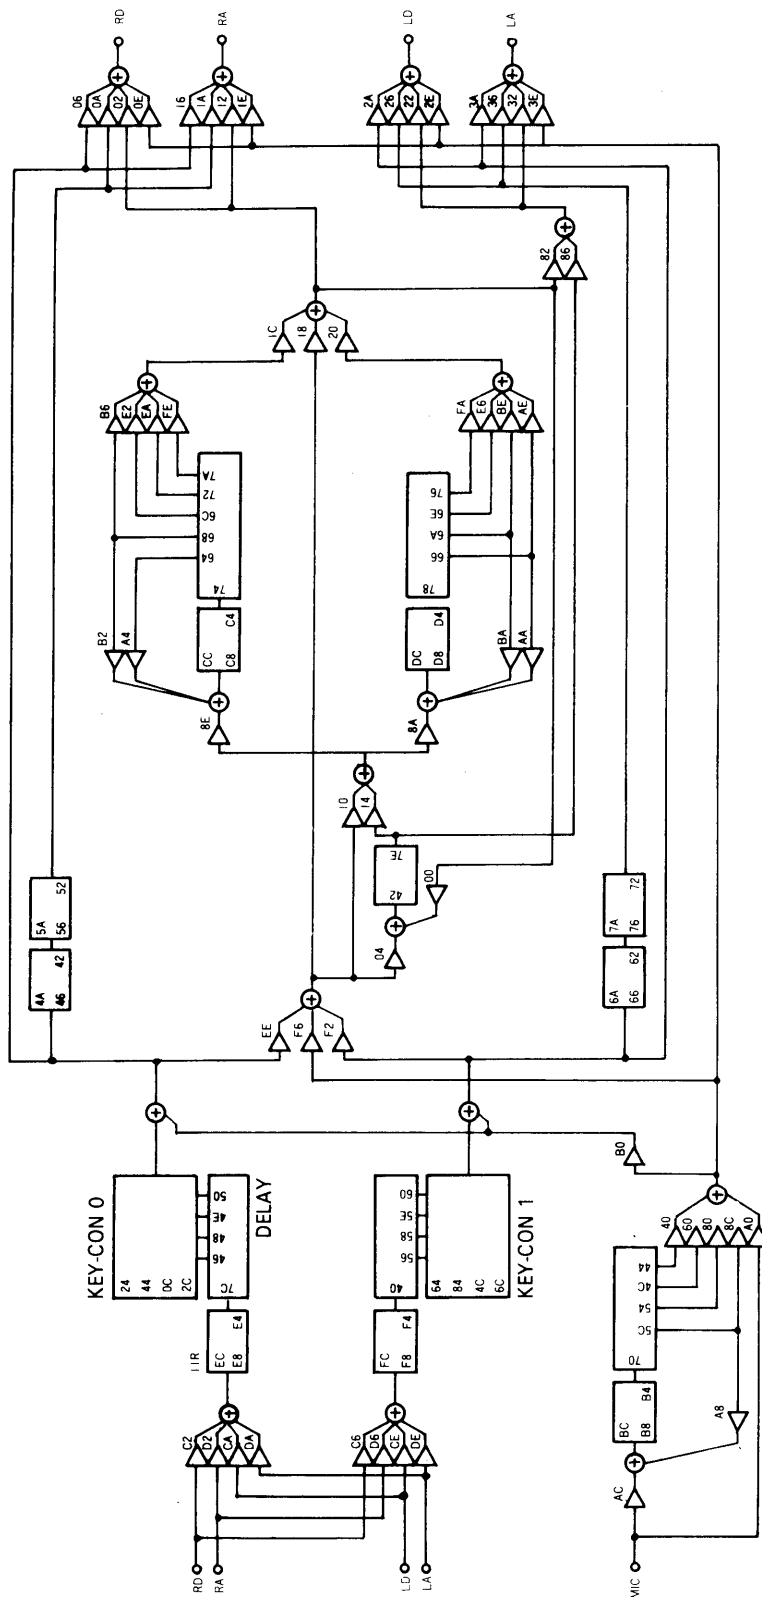 RD
RA
LD
LA
06
0A
02
0E
16
1A
12
1E
2A
26
22
2E
3A
36
32
3E
82
86
1C
18
20
B6
E2
EA
FE
FA
E6
BE
AE
7A
72
6C
68
64
74
76
6E
6A
66
78
B2
A4
CC
C4
C8
DC
D4
D8
BA
AA
8E
8A
10
14
7E
42
00
04
5A
52
56
4A
42
46
7A
72
76
6A
62
66
EE
F6
F2
B0
KEY-CON 0
24
44
0C
2C
50
4E
48
46
7C
DELAY
60
5E
58
56
40
64
84
4C
6C
KEY-CON 1
11R
EC
E4
E8
FC
F4
F8
C2
D2
CA
DA
C6
D6
CE
DE
40
60
80
8C
A0
44
4C
54
5C
70
BC
B4
B8
A8
AC
RD
RA
LD
LA
MIC